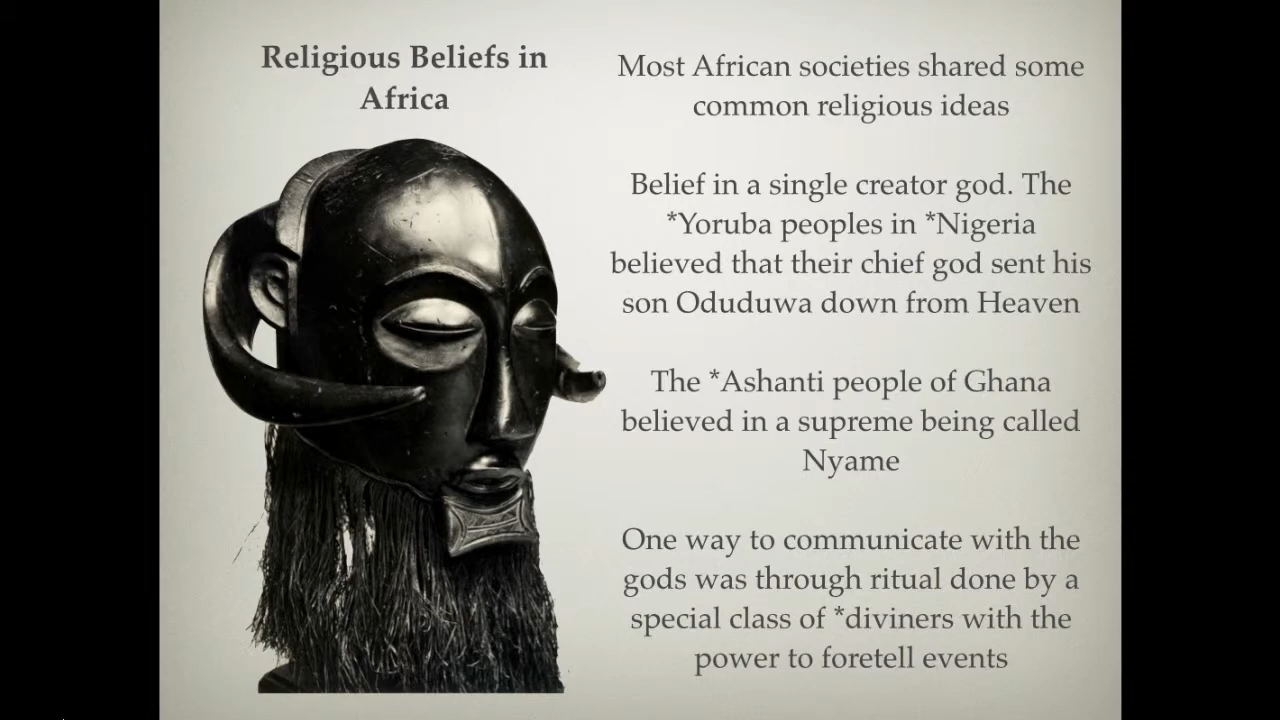 Religious Beliefs in
Africa
Most African societies shared some
common religious ideas
Belief in a single creator god. The
*Yoruba peoples in *Nigeria
believed that their chief god sent his
son Oduduwa down from Heaven
The *Ashanti people of Ghana
believed in a supreme being called
Nyame
One way to communicate with the
gods was through ritual done by a
special class of *diviners with the
power to foretell events